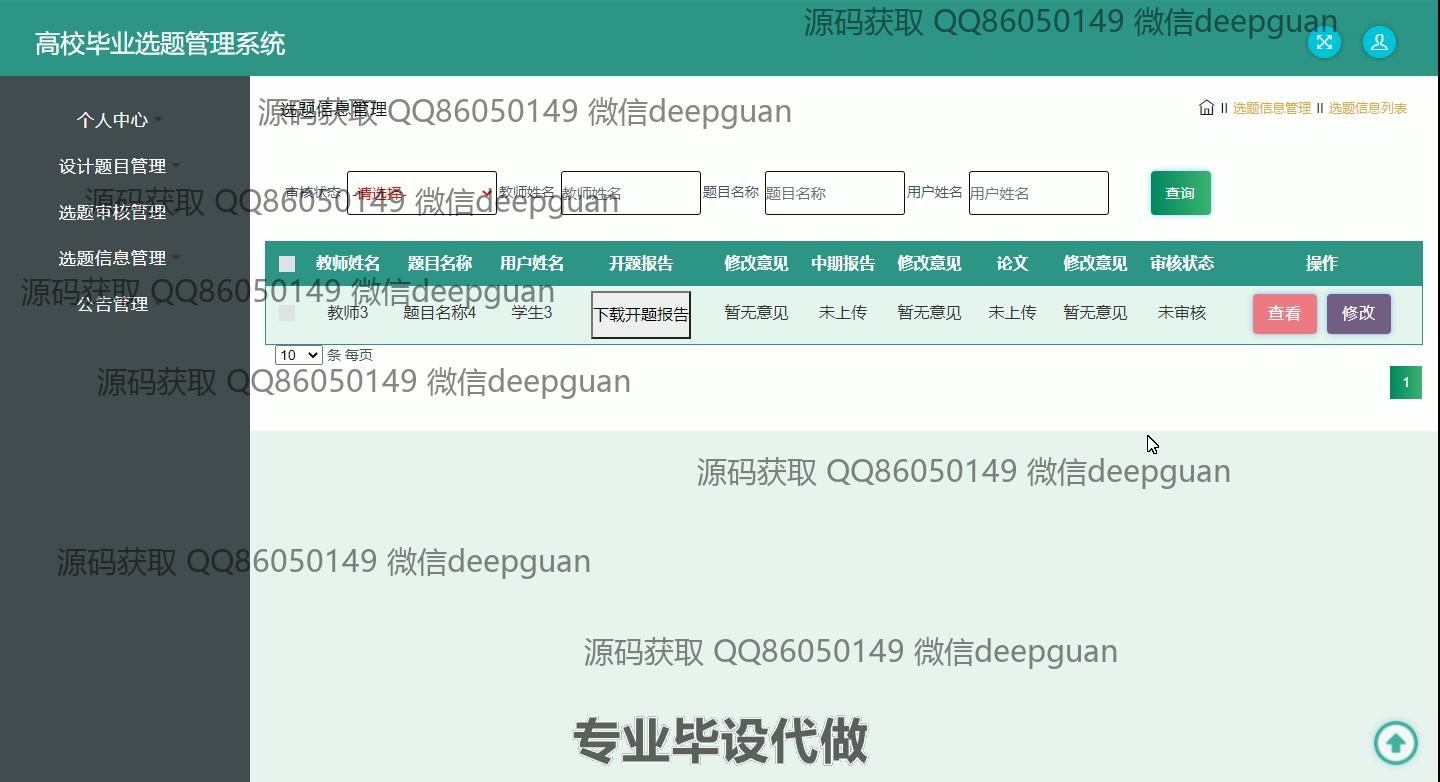 源码获取 QQ86050149 微信deepguan
高校毕业选题管理系统
个人中心
设计题目管理
选题审核管理
选题信息管理
公告管理
选题信息管理
源码获取 QQ86050149 微信deepguan
选题信息管理 选题信息列表
审核状态 -请选择- 教师姓名 教师姓名 题目名称 题目名称 用户姓名 用户姓名 查询
源码获取 QQ86050149 微信deepguan
教师姓名 题目名称 用户姓名 开题报告 修改意见 中期报告 修改意见 论文 修改意见 审核状态 操作
源码获取 QQ86050149 微信deepguan
教师3 题目名称4 学生3 下载开题报告 暂无意见 未上传 暂无意见 未上传 暂无意见 未审核 查看 修改
10 条 每页
源码获取 QQ86050149 微信deepguan
1
源码获取 QQ86050149 微信deepguan
源码获取 QQ86050149 微信deepguan
源码获取 QQ86050149 微信deepguan
专业毕设代做